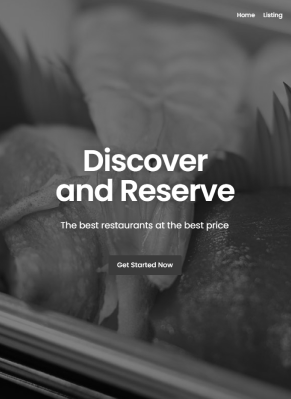 Home Listing
Discover
and Reserve
The best restaurants at the best price
Get Started Now